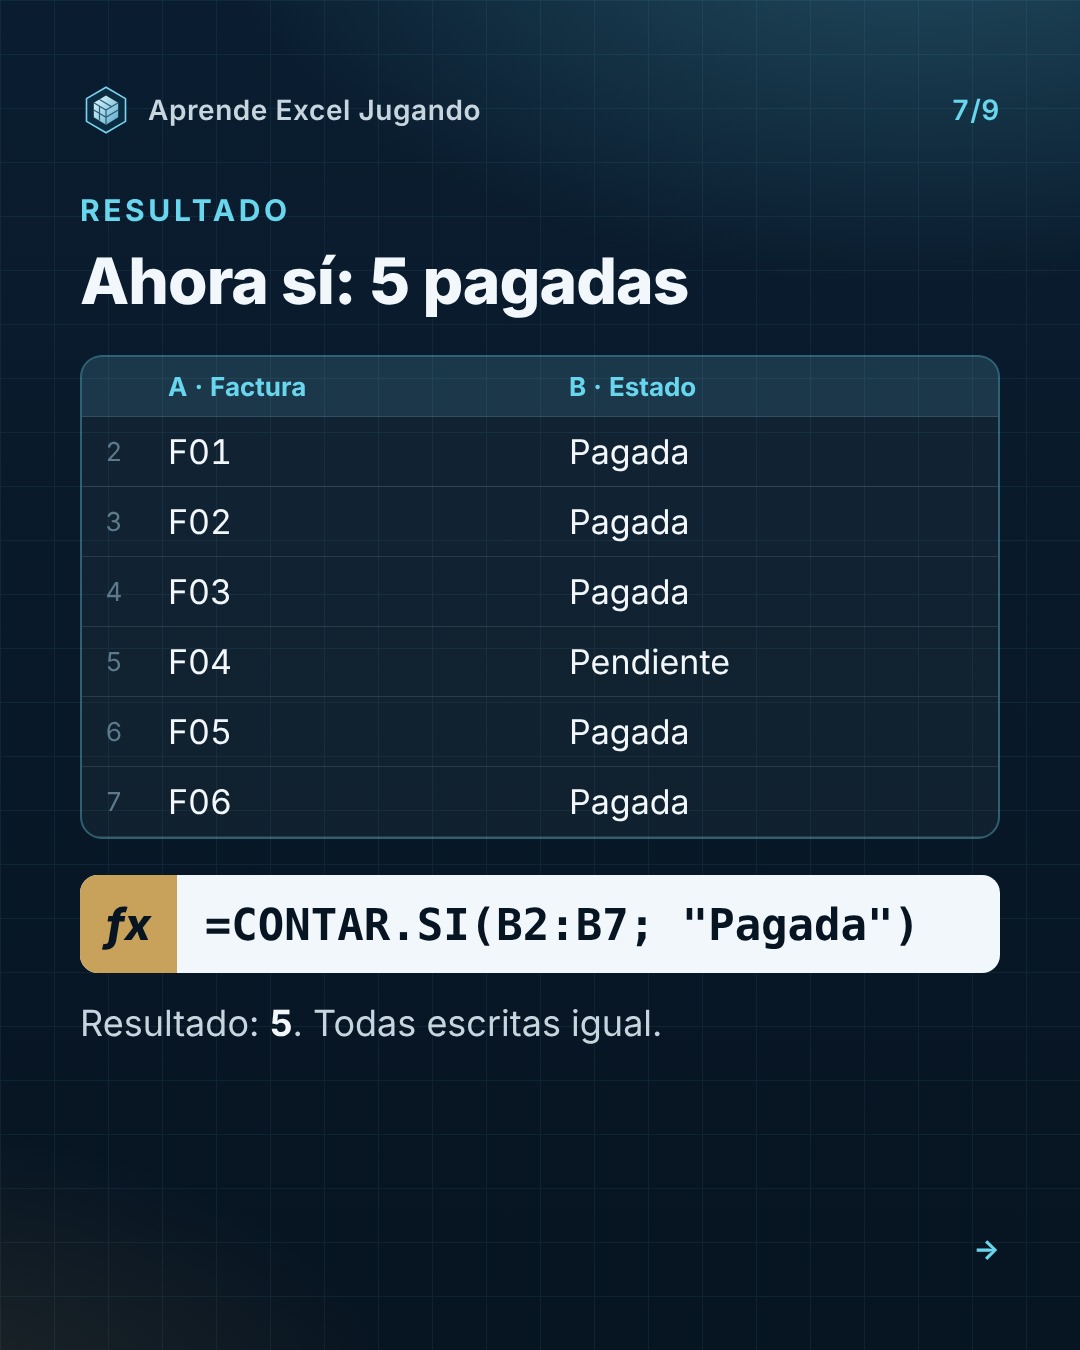 Aprende Excel Jugando
7/9
RESULTADO
Ahora sí: 5 pagadas
A · Factura B · Estado
2 F01 Pagada
3 F02 Pagada
4 F03 Pagada
5 F04 Pendiente
6 F05 Pagada
7 F06 Pagada
fx =CONTAR.SI(B2:B7; "Pagada")
Resultado: 5. Todas escritas igual.
→